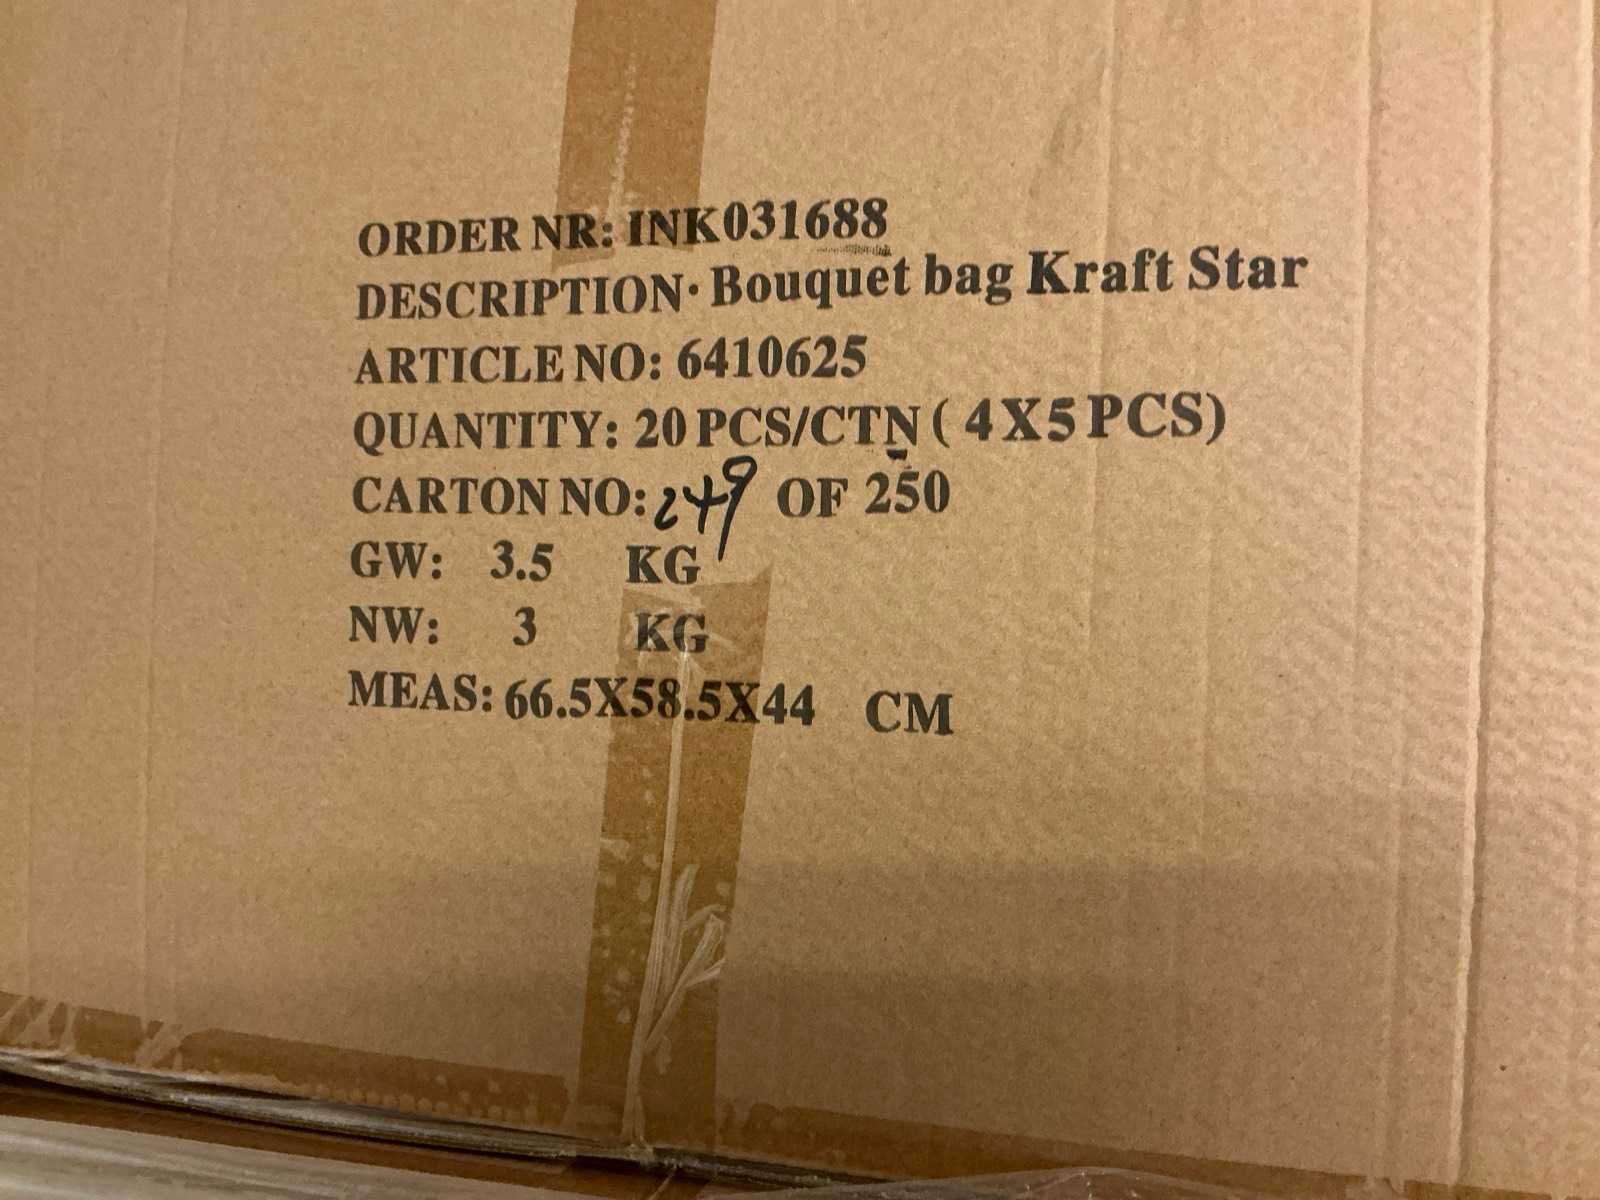 ORDER NR: INK031688
DESCRIPTION· Bouquet bag Kraft Star
ARTICLE NO: 6410625
QUANTITY: 20 PCS/CTN ( 4X5 PCS)
CARTON NO: 249 OF 250
GW: 3.5 KG
NW: 3 KG
MEAS: 66.5X58.5X44 CM